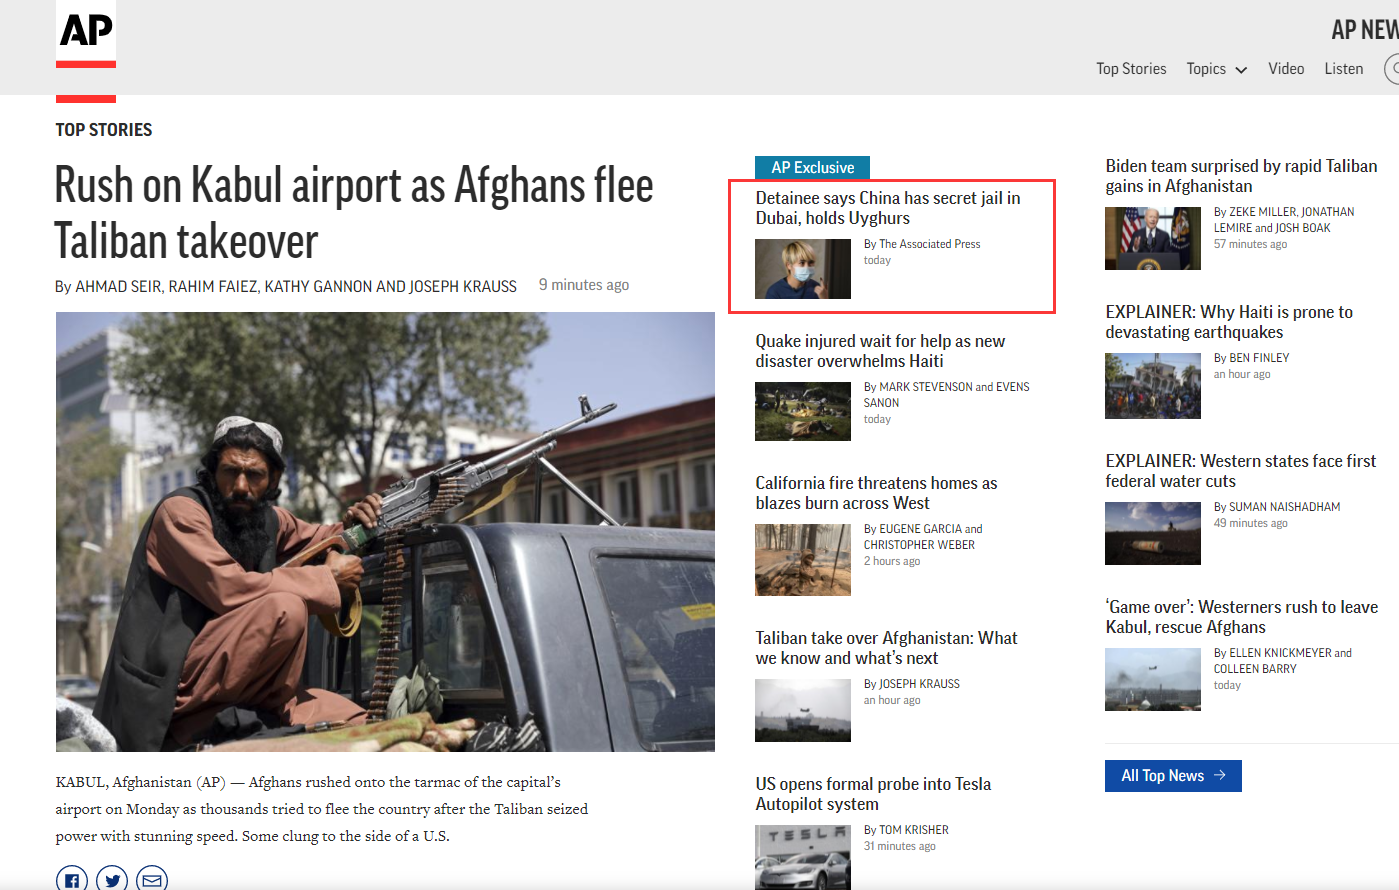 AP
AP NEW
Top Stories
Topics
Video
Listen
TOP STORIES
Rush on Kabul airport as Afghans flee
Taliban takeover
By AHMAD SEIR, RAHIM FAIEZ, KATHY GANNON AND JOSEPH KRAUSS
9 minutes ago
KABUL, Afghanistan (AP) — Afghans rushed onto the tarmac of the capital's
airport on Monday as thousands tried to flee the country after the Taliban seized
power with stunning speed. Some clung to the side of a U.S.
AP Exclusive
Detainee says China has secret jail in
Dubai, holds Uyghurs
By The Associated Press
today
Quake injured wait for help as new
disaster overwhelms Haiti
By MARK STEVENSON and EVENS
SANON
today
California fire threatens homes as
blazes burn across West
By EUGENE GARCIA and
CHRISTOPHER WEBER
2 hours ago
Taliban take over Afghanistan: What
we know and what's next
By JOSEPH KRAUSS
an hour ago
US opens formal probe into Tesla
Autopilot system
TESLA
By TOM KRISHER
31 minutes ago
Biden team surprised by rapid Taliban
gains in Afghanistan
By ZEKE MILLER, JONATHAN
LEMIRE and JOSH BOAK
57 minutes ago
EXPLAINER: Why Haiti is prone to
devastating earthquakes
By BEN FINLEY
an hour ago
EXPLAINER: Western states face first
federal water cuts
By SUMAN NAISHADHAM
49 minutes ago
'Game over': Westerners rush to leave
Kabul, rescue Afghans
By ELLEN KNICKMEYER and
COLLEEN BARRY
today
All Top News →